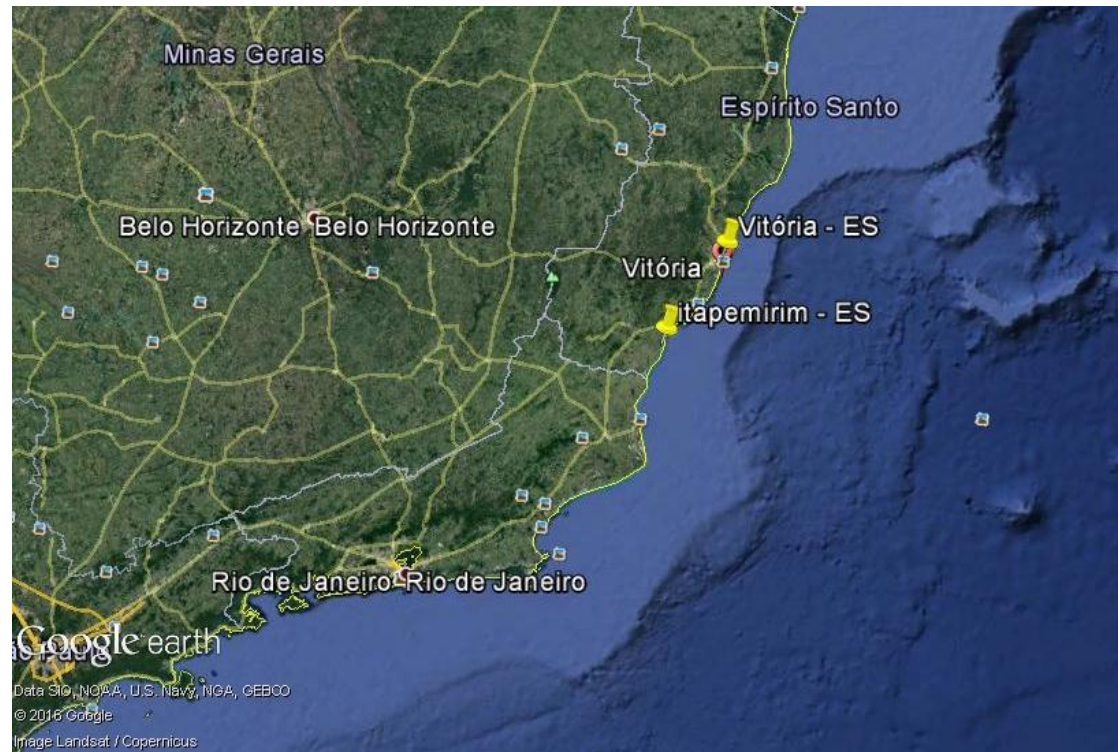 Minas Gerais
Espírito Santo
Belo Horizonte Belo Horizonte
Vitória - ES
Vitória
itapemirim - ES
Rio de Janeiro Rio de Janeiro
Google earth
Data SIO, NOAA, U.S. Navy, NGA, GEBCO
© 2016 Google
Image Landsat / Copernicus